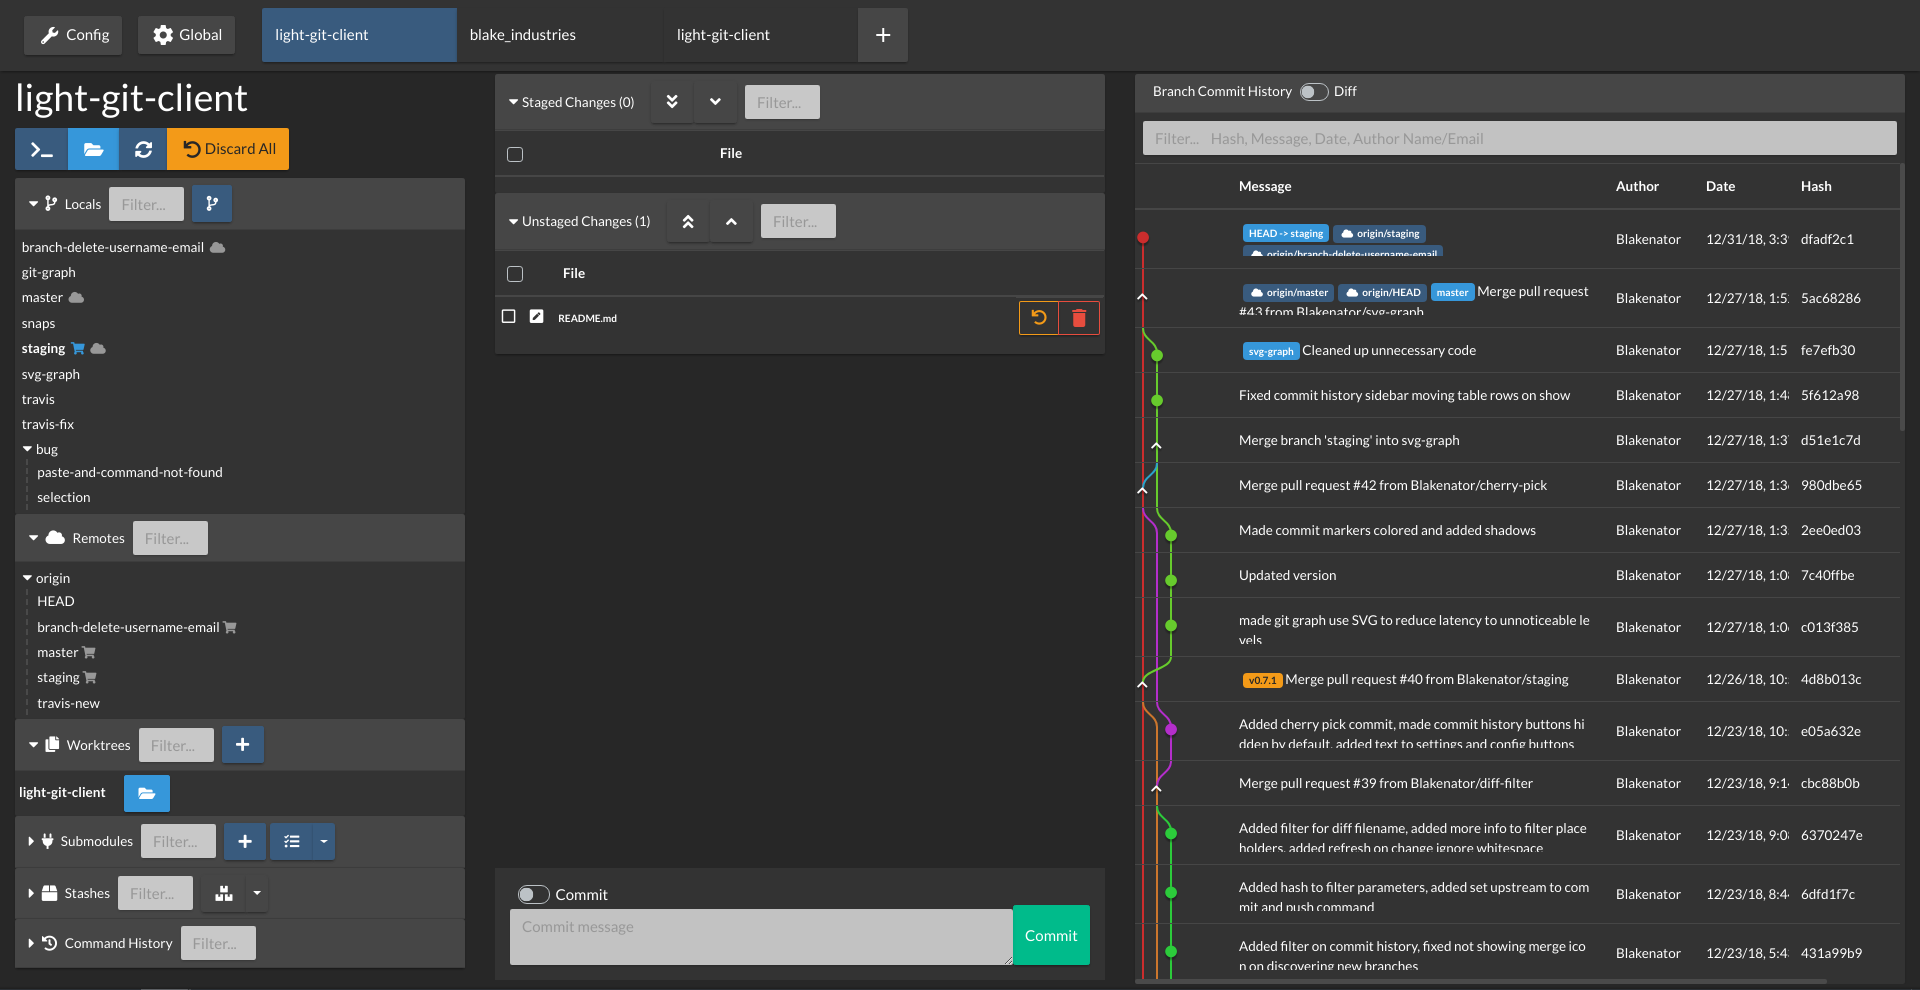 Config
Global
light-git-client
blake_industries
light-git-client
light-git-client
Discard All
Locals
Filter...
branch-delete-username-email
git-graph
master
snaps
staging
svg-graph
travis
travis-fix
bug
paste-and-command-not-found
selection
Remotes
Filter...
origin
HEAD
branch-delete-username-email
master
staging
travis-new
Worktrees
Filter...
light-git-client
Submodules
Filter...
Stashes
Filter...
Command History
Filter...
Staged Changes (0)
Filter...
File
Unstaged Changes (1)
Filter...
File
README.md
Commit
Commit message
Commit
Branch Commit History
Diff
Filter... Hash, Message, Date, Author Name/Email
Message Author Date Hash
HEAD -> staging origin/staging
origin/branch-delete-username-email
Blakenator 12/31/18, 3:3 dfadf2c1
origin/master origin/HEAD master Merge pull request
#43 from Blakenator/svg-graph
Blakenator 12/27/18, 1:5 5ac68286
svg-graph Cleaned up unnecessary code Blakenator 12/27/18, 1:5 fe7efb30
Fixed commit history sidebar moving table rows on show Blakenator 12/27/18, 1:4 5f612a98
Merge branch 'staging' into svg-graph Blakenator 12/27/18, 1:3 d51e1c7d
Merge pull request #42 from Blakenator/cherry-pick Blakenator 12/27/18, 1:3 980dbe65
Made commit markers colored and added shadows Blakenator 12/27/18, 1:3 2ee0ed03
Updated version Blakenator 12/27/18, 1:0 7c40ffbe
made git graph use SVG to reduce latency to unnoticeable le
vels
Blakenator 12/27/18, 1:0 c013f385
v0.7.1 Merge pull request #40 from Blakenator/staging Blakenator 12/26/18, 10: 4d8b013c
Added cherry pick commit, made commit history buttons hi
dden by default, added text to settings and config buttons
Blakenator 12/23/18, 10: e05a632e
Merge pull request #39 from Blakenator/diff-filter Blakenator 12/23/18, 9:1 cbc88b0b
Added filter for diff filename, added more info to filter place
holders, added refresh on change ignore whitespace
Blakenator 12/23/18, 9:0 6370247e
Added hash to filter parameters, added set upstream to com
mit and push command
Blakenator 12/23/18, 8:4 6dfd1f7c
Added filter on commit history, fixed not showing merge ico
n on discovering new branches
Blakenator 12/23/18, 5:4 431a99b9